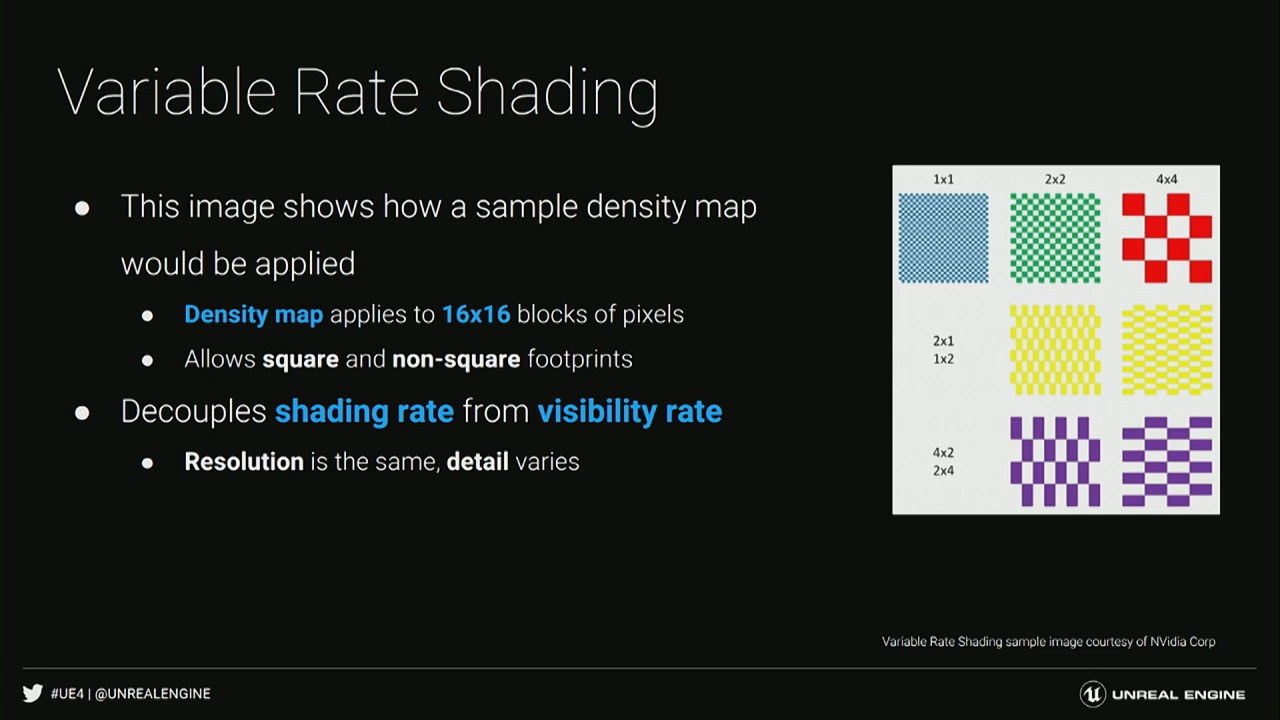 Variable Rate Shading
This image shows how a sample density map
would be applied
Density map applies to 16x16 blocks of pixels
Allows square and non-square footprints
Decouples shading rate from visibility rate
Resolution is the same, detail varies
1x1 2x2 4x4
2x1
1x2
4x2
2x4
Variable Rate Shading sample image courtesy of NVidia Corp
#UE4 | @UNREALENGINE
UNREAL ENGINE